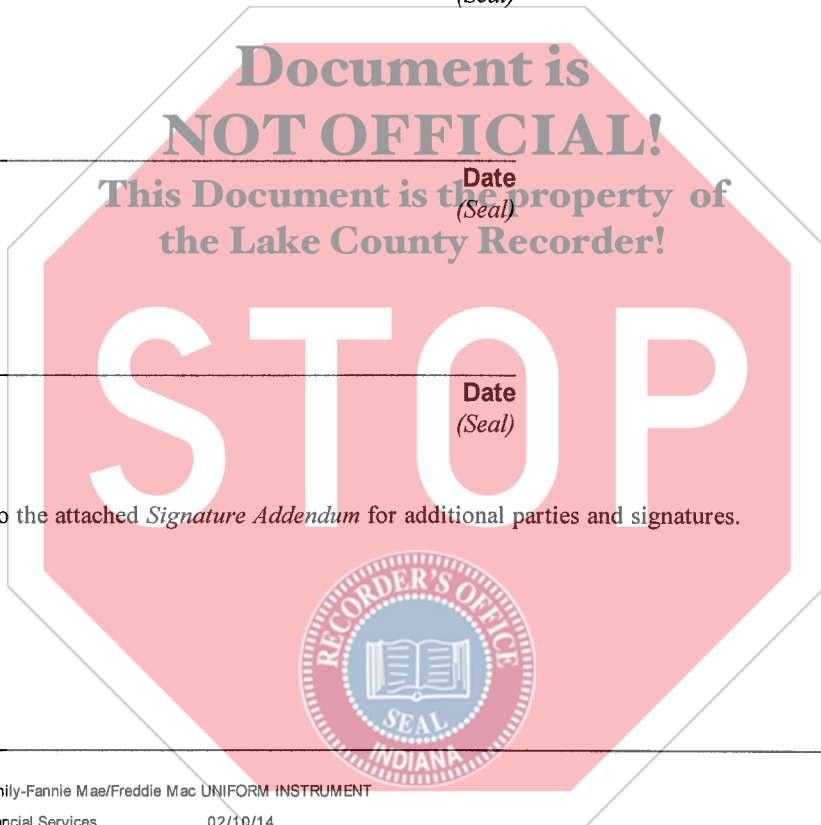 (Seal)
Document is
NOT OFFICIAL!
Date
This Document is the property of
(Seal)
the Lake County Recorder!
STOP
Date
(Seal)
the attached Signature Addendum for additional parties and signatures.
RECORDER'S OFFICE
SEAL
INDIANA
-Fannie Mae/Freddie Mac UNIFORM INSTRUMENT
Services 02/10/14